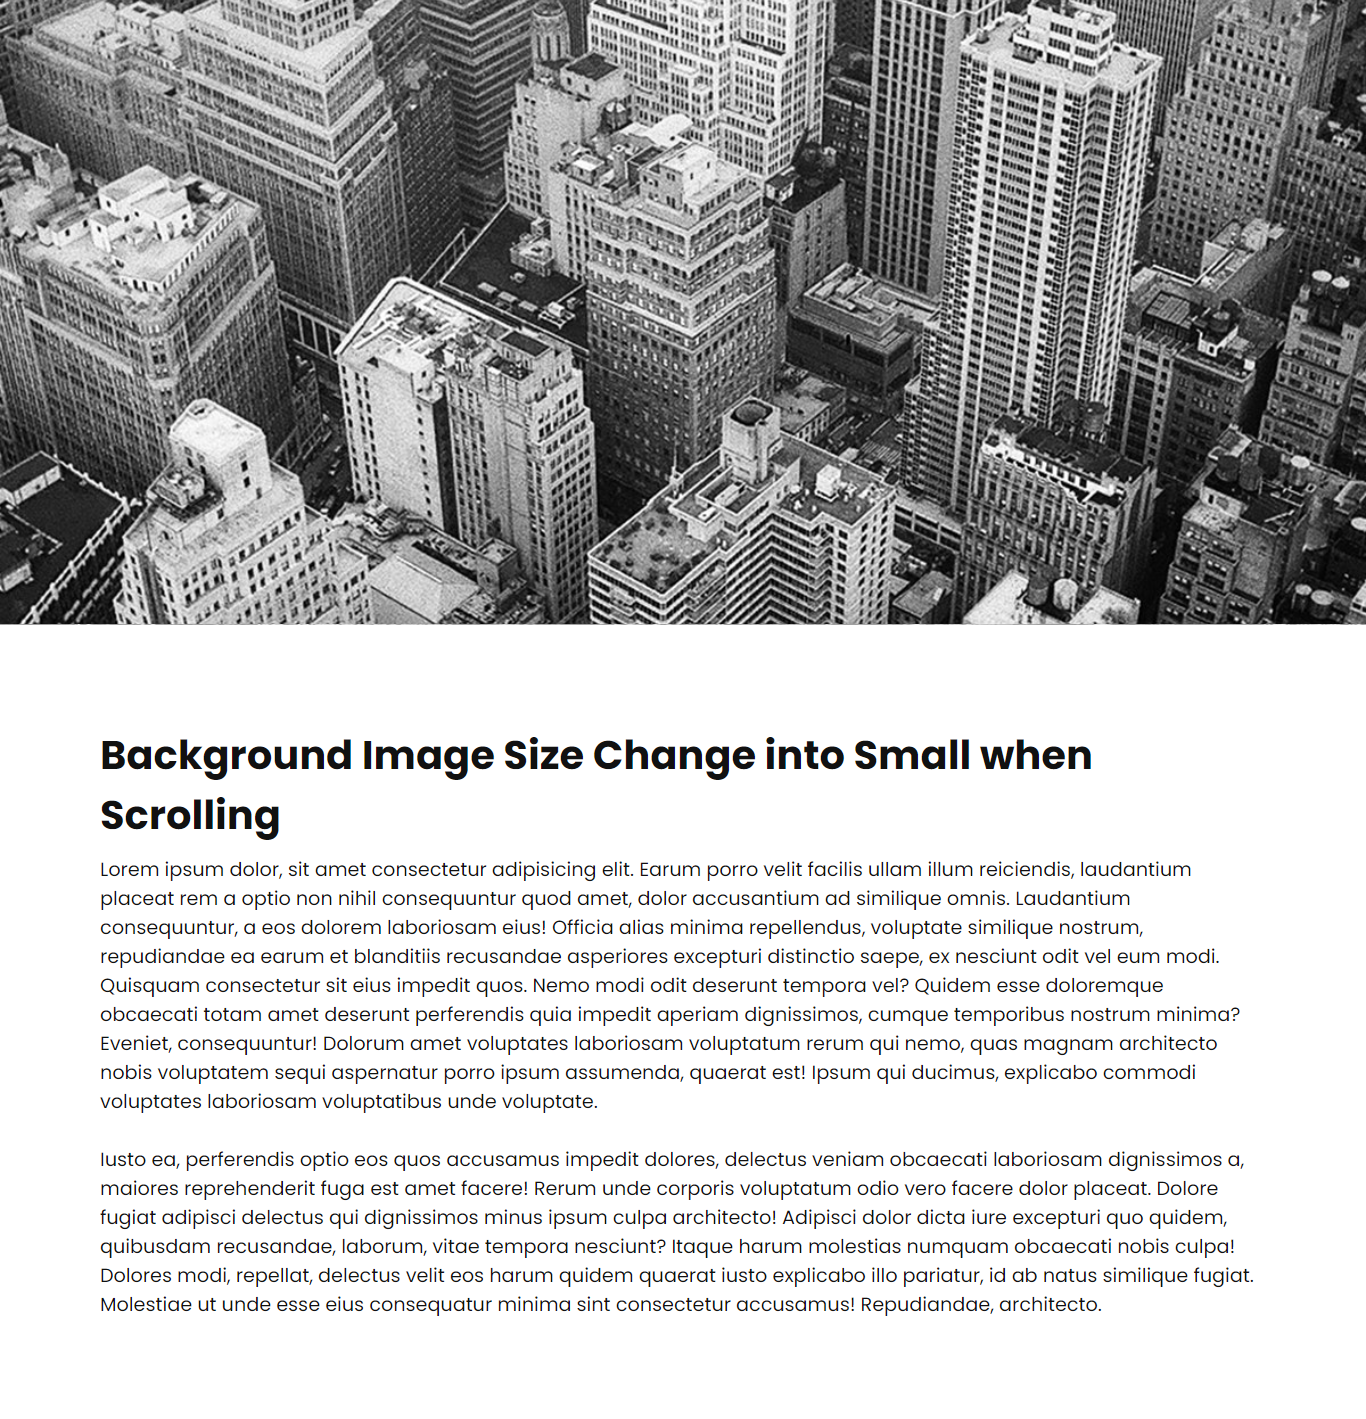 Background Image Size Change into Small when
Scrolling
Lorem ipsum dolor, sit amet consectetur adipisicing elit. Earum porro velit facilis ullam illum reiciendis, laudantium
placeat rem a optio non nihil consequuntur quod amet, dolor accusantium ad similique omnis. Laudantium
consequuntur, a eos dolorem laboriosam eius! Officia alias minima repellendus, voluptate similique nostrum,
repudiandae ea earum et blanditiis recusandae asperiores excepturi distinctio saepe, ex nesciunt odit vel eum modi.
Quisquam consectetur sit eius impedit quos. Nemo modi odit deserunt tempora vel? Quidem esse doloremque
obcaecati totam amet deserunt perferendis quia impedit aperiam dignissimos, cumque temporibus nostrum minima?
Eveniet, consequuntur! Dolorum amet voluptates laboriosam voluptatum rerum qui nemo, quas magnam architecto
nobis voluptatem sequi aspernatur porro ipsum assumenda, quaerat est! Ipsum qui ducimus, explicabo commodi
voluptates laboriosam voluptatibus unde voluptate.
Iusto ea, perferendis optio eos quos accusamus impedit dolores, delectus veniam obcaecati laboriosam dignissimos a,
maiores reprehenderit fuga est amet facere! Rerum unde corporis voluptatum odio vero facere dolor placeat. Dolore
fugiat adipisci delectus qui dignissimos minus ipsum culpa architecto! Adipisci dolor dicta iure excepturi quo quidem,
quibusdam recusandae, laborum, vitae tempora nesciunt? Itaque harum molestias numquam obcaecati nobis culpa!
Dolores modi, repellat, delectus velit eos harum quidem quaerat iusto explicabo illo pariatur, id ab natus similique fugiat.
Molestiae ut unde esse eius consequatur minima sint consectetur accusamus! Repudiandae, architecto.